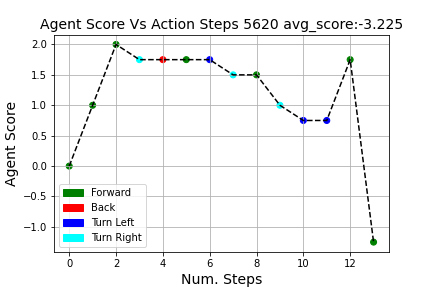 Agent Score Vs Action Steps 5620 avg_score:-3.225
Agent Score
2.0
1.5
1.0
0.5
0.0
−0.5
−1.0
Forward
Back
Turn Left
Turn Right
0 2 4 6 8 10 12
Num. Steps